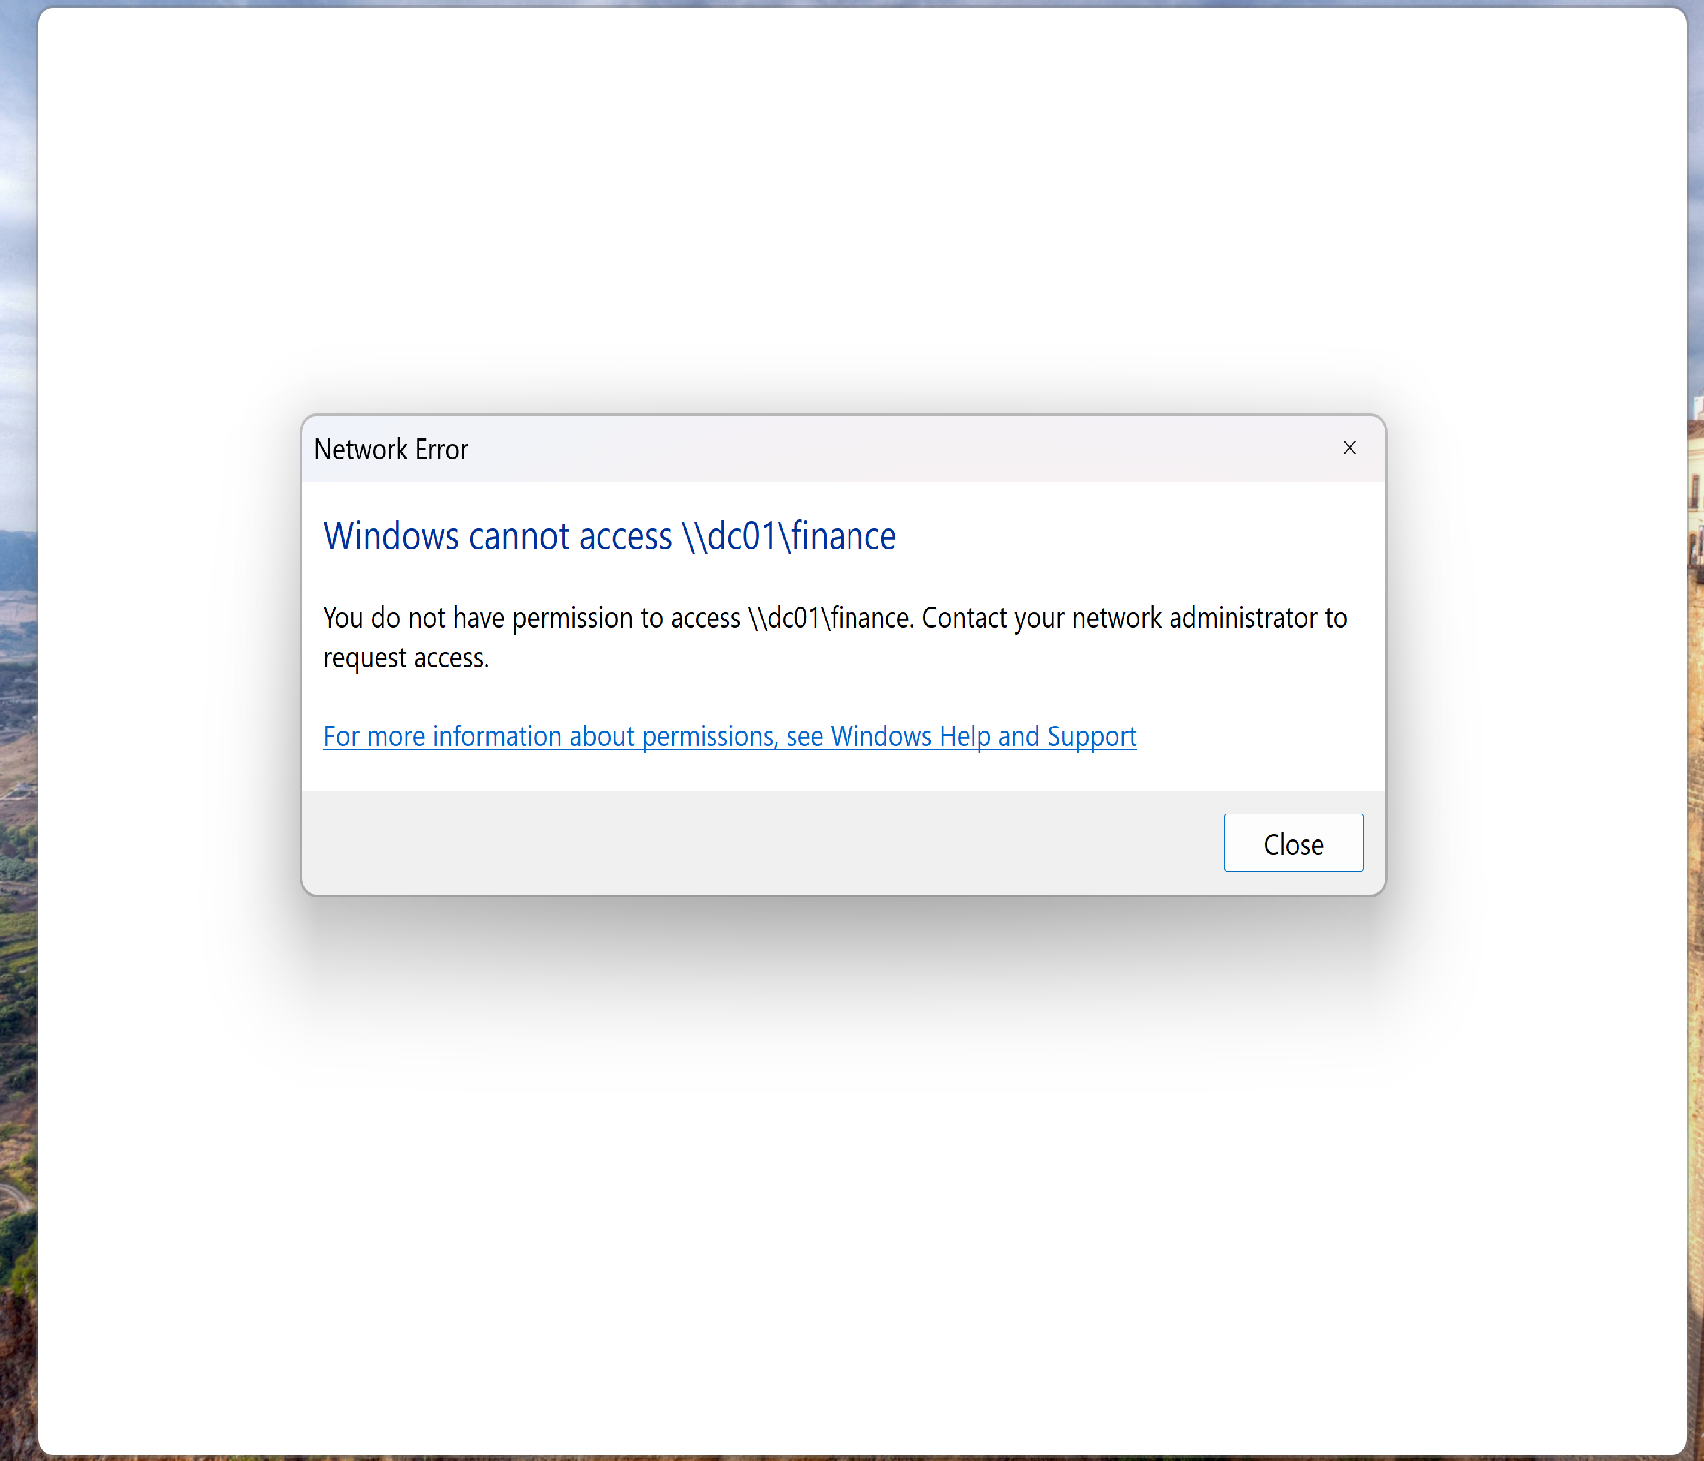 Network Error
Windows cannot access \\dc01\finance
You do not have permission to access \\dc01\finance. Contact your network administrator to
request access.
For more information about permissions, see Windows Help and Support
Close